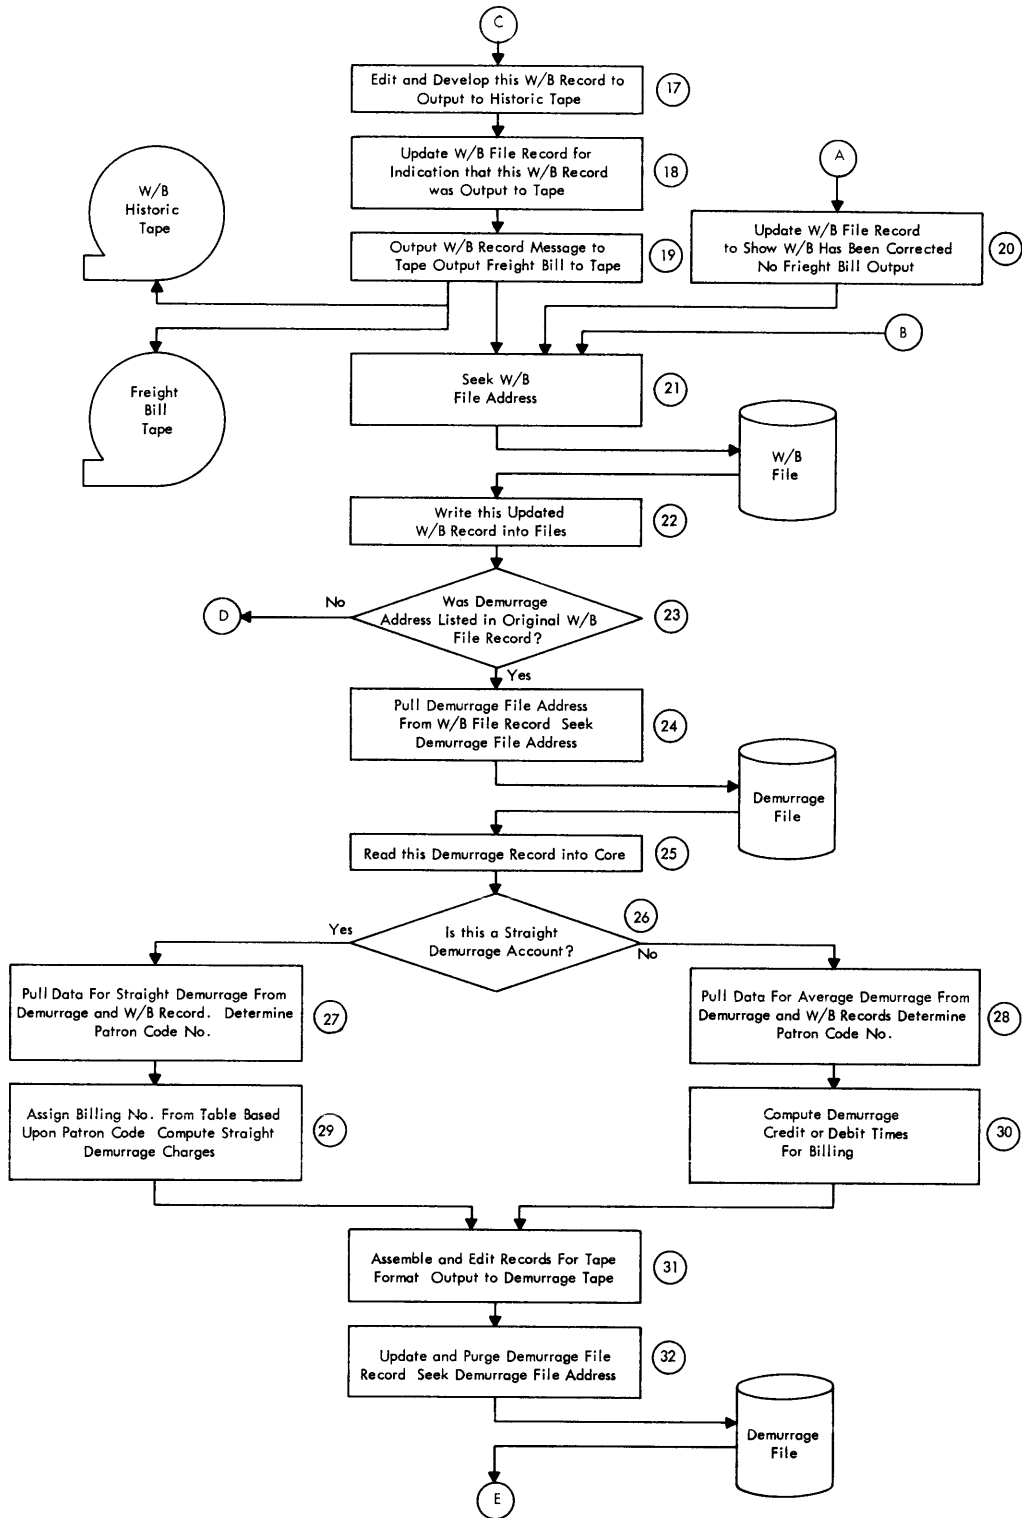 C
Edit and Develop this W/B Record to
Output to Historic Tape
17
Update W/B File Record for
Indication that this W/B Record
was Output to Tape
18
A
W/B
Historic
Tape
Output W/B Record Message to
Tape Output Freight Bill to Tape
19
Update W/B File Record
to Show W/B Has Been Corrected
No Frieght Bill Output
20
B
Freight
Bill
Tape
Seek W/B
File Address
21
W/B
File
Write this Updated
W/B Record into Files
22
Was Demurrage
Address Listed in Original W/B
File Record?
23
No
D
Yes
Pull Demurrage File Address
From W/B File Record Seek
Demurrage File Address
24
Demurrage
File
Read this Demurrage Record into Core
25
Is this a Straight
Demurrage Account?
26
Yes
No
Pull Data For Straight Demurrage From
Demurrage and W/B Record. Determine
Patron Code No.
27
Pull Data For Average Demurrage From
Demurrage and W/B Records Determine
Patron Code No.
28
Assign Billing No. From Table Based
Upon Patron Code Compute Straight
Demurrage Charges
29
Compute Demurrage
Credit or Debit Times
For Billing
30
Assemble and Edit Records For Tape
Format Output to Demurrage Tape
31
Update and Purge Demurrage File
Record Seek Demurrage File Address
32
Demurrage
File
E